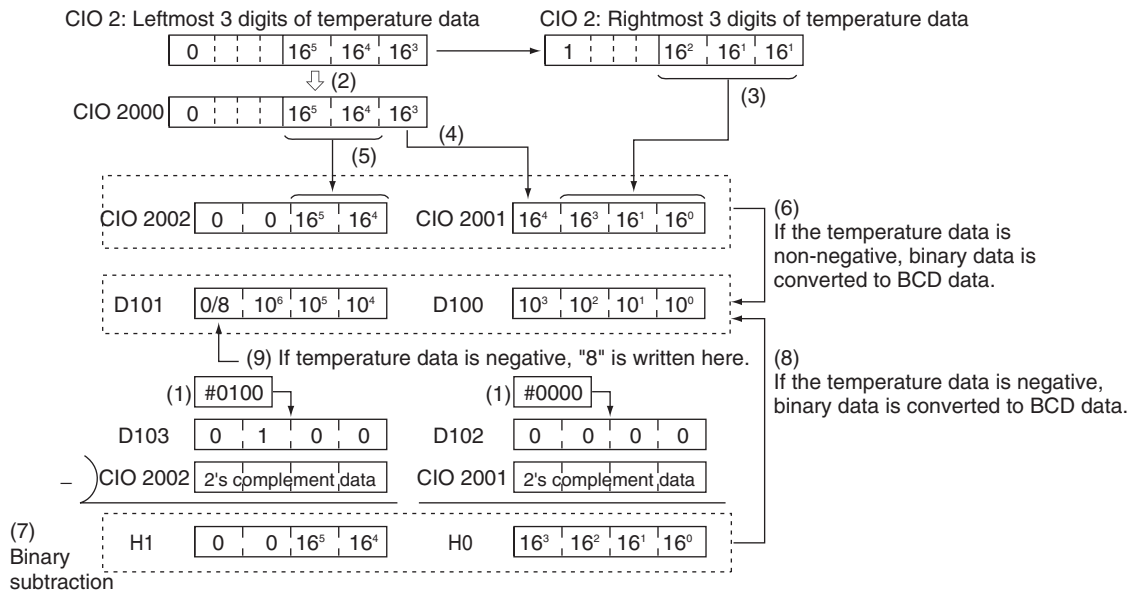 CIO 2: Leftmost 3 digits of temperature data CIO 2: Rightmost 3 digits of temperature data
0 16⁵ 16⁴ 16³ 1 16² 16¹ 16¹
(2) (3)
CIO 2000 0 16⁵ 16⁴ 16³
(4)
(5)
CIO 2002 0 0 16⁵ 16⁴ CIO 2001 16⁴ 16³ 16¹ 16⁰
(6)
If the temperature data is
non-negative, binary data is
converted to BCD data.
D101 0/8 10⁶ 10⁵ 10⁴ D100 10³ 10² 10¹ 10⁰
(9) If temperature data is negative, "8" is written here.
(8)
If the temperature data is negative,
binary data is converted to BCD data.
(1) #0100 (1) #0000
D103 0 1 0 0 D102 0 0 0 0
– CIO 2002 2's complement data CIO 2001 2's complement data
(7)
Binary
subtraction
H1 0 0 16⁵ 16⁴ H0 16³ 16² 16¹ 16⁰